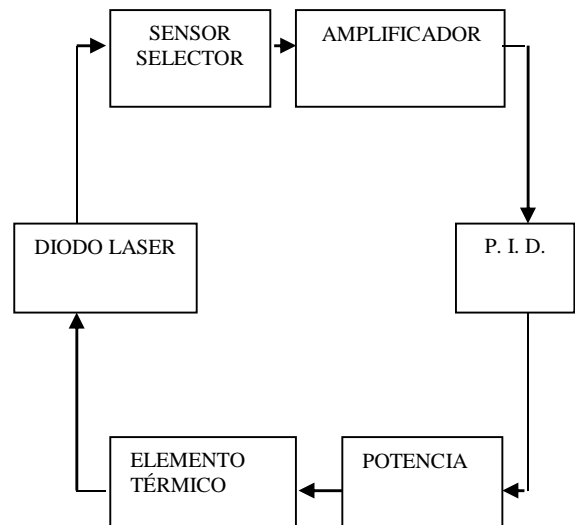 SENSOR
SELECTOR
AMPLIFICADOR
DIODO LASER
P. I. D.
ELEMENTO
TÉRMICO
POTENCIA